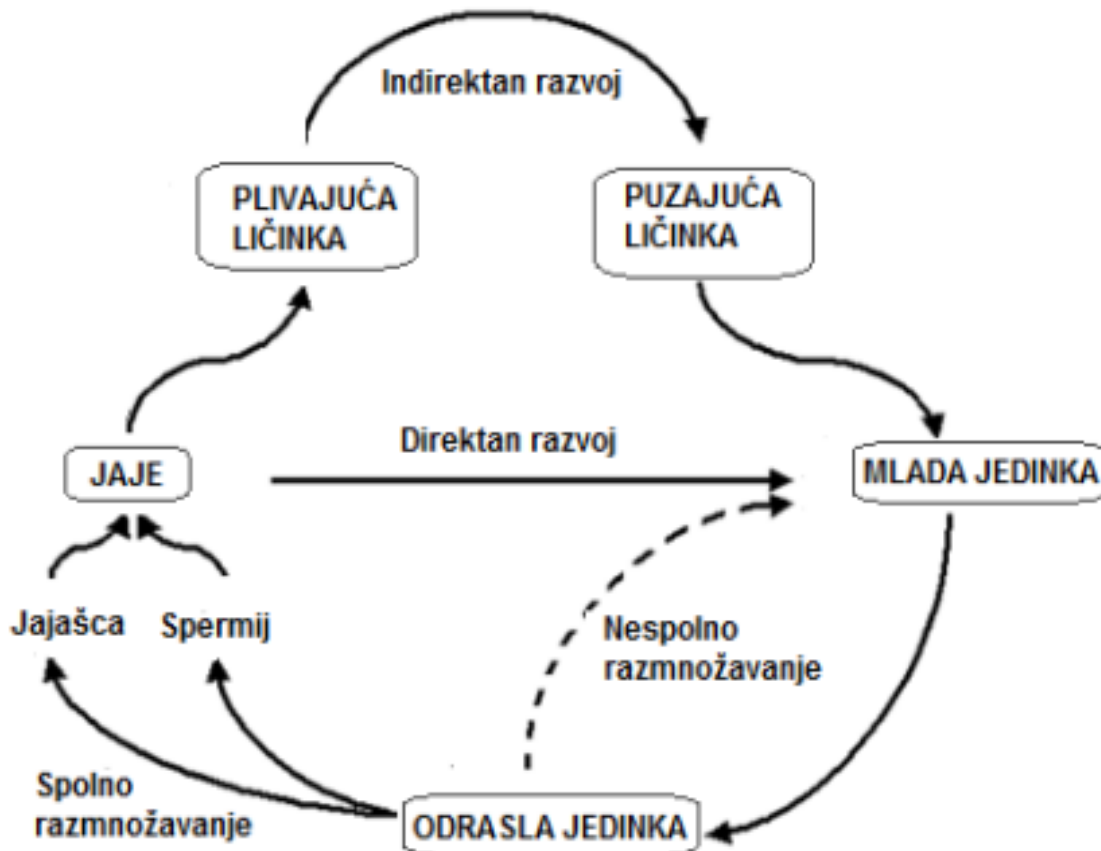 Indirektan razvoj
PLIVAJUĆA
LIČINKA
PUZAJUĆA
LIČINKA
Direktan razvoj
JAJE
MLADA JEDINKA
Jajašca
Spermij
Nespolno
razmnožavanje
Spolno
razmnožavanje
ODRASLA JEDINKA